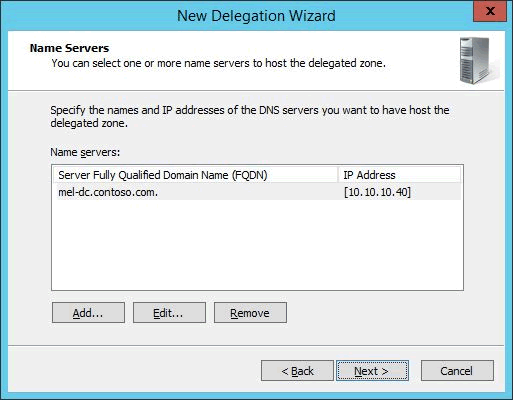 New Delegation Wizard
X
Name Servers
You can select one or more name servers to host the delegated zone.
Specify the names and IP addresses of the DNS servers you want to have host the
delegated zone.
Name servers:
Server Fully Qualified Domain Name (FQDN) IP Address
mel-dc.contoso.com. [10.10.10.40]
Add... Edit... Remove
< Back Next > Cancel